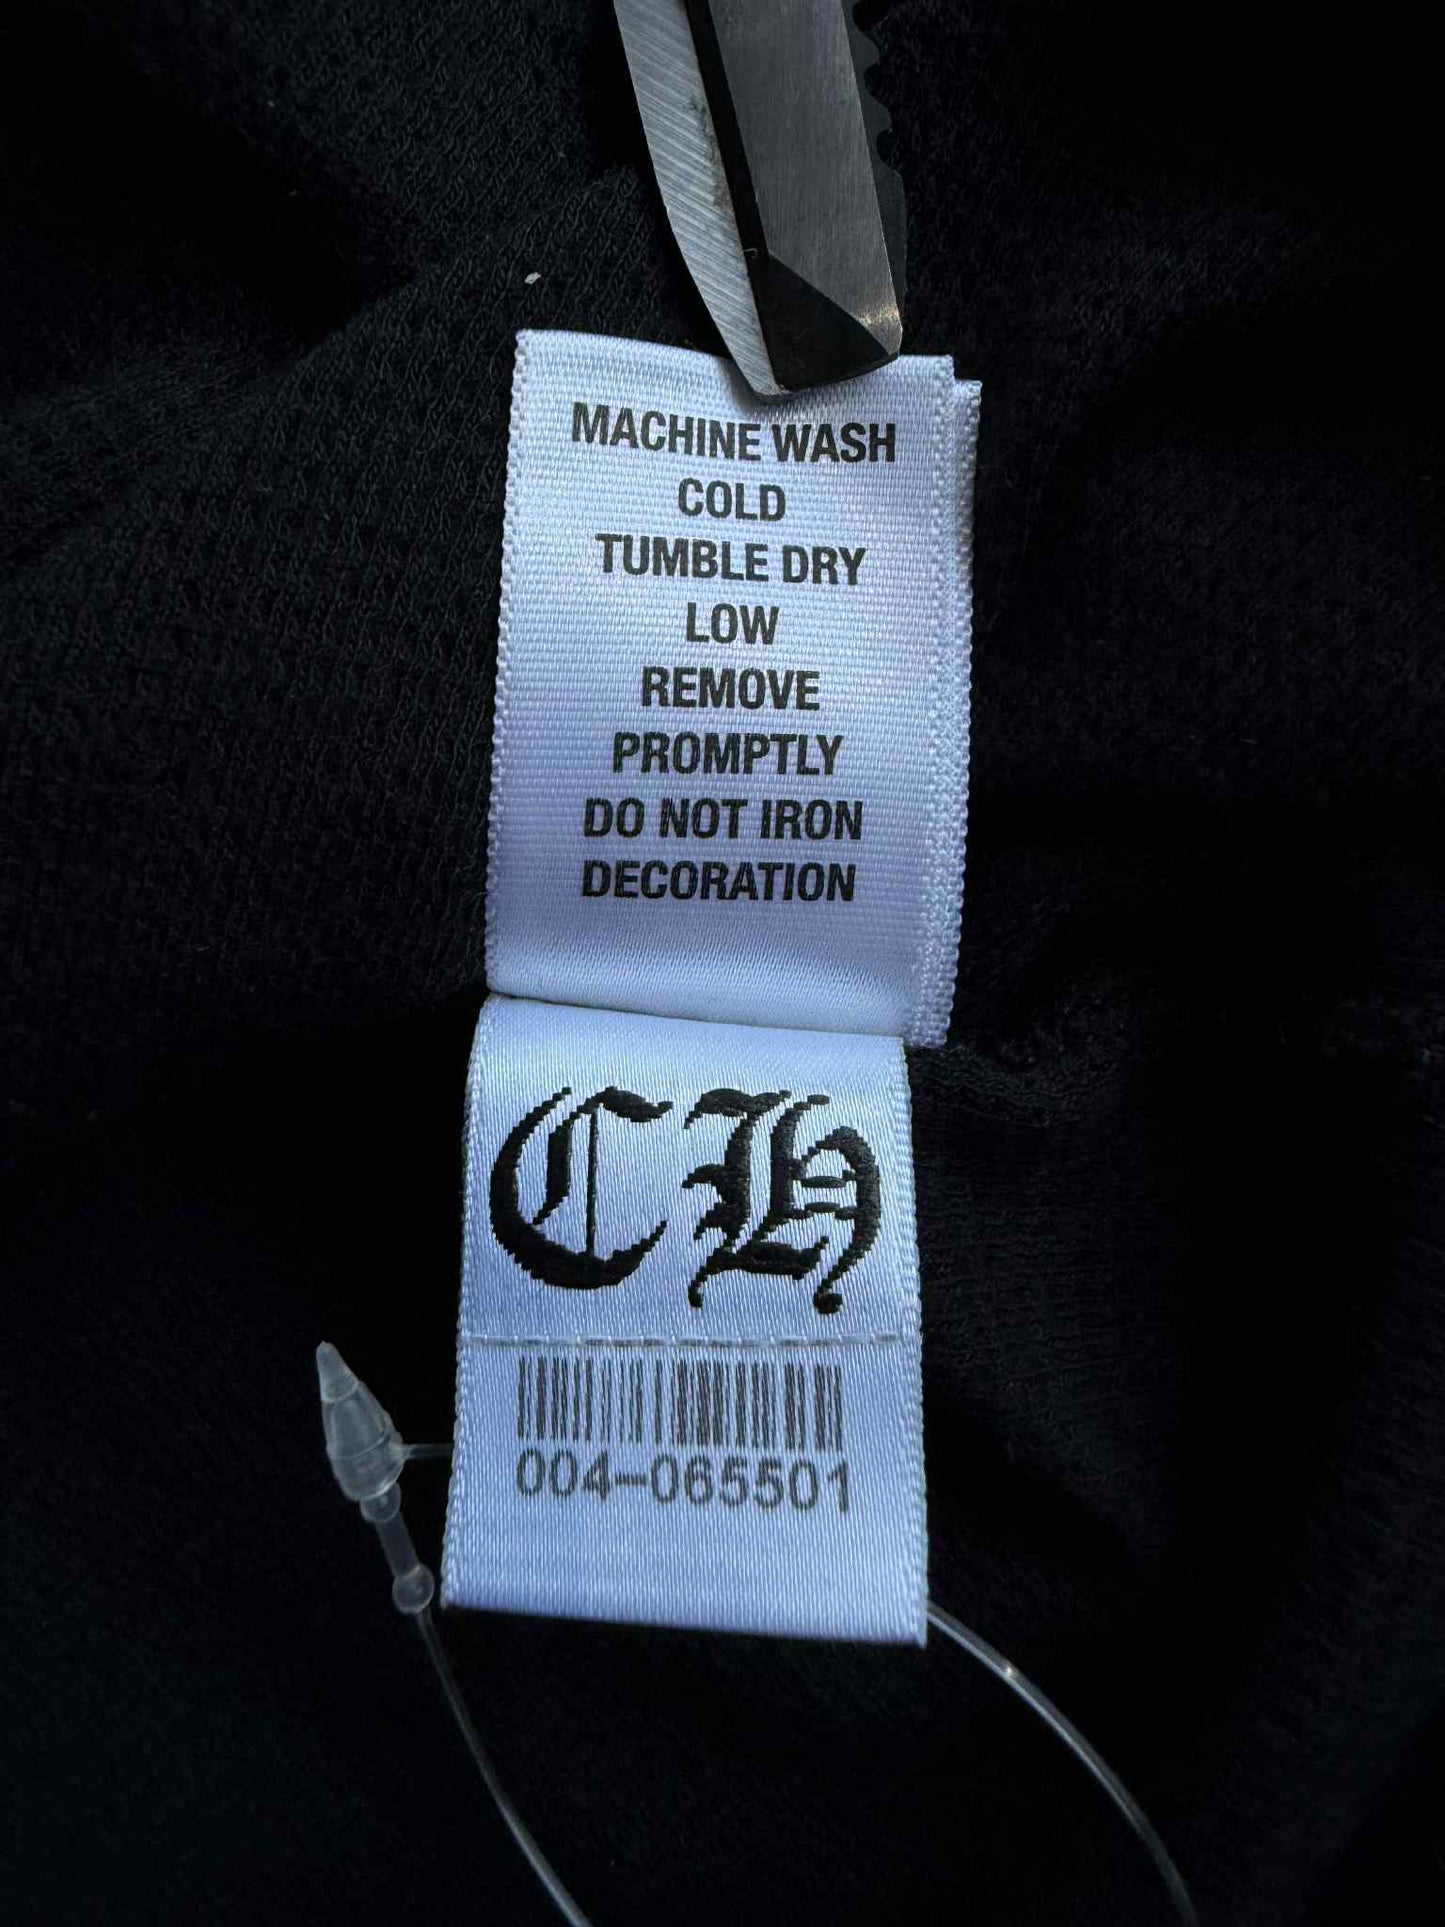 MACHINE WASH
COLD
TUMBLE DRY
LOW
REMOVE
PROMPTLY
DO NOT IRON
DECORATION
CH
004-065501